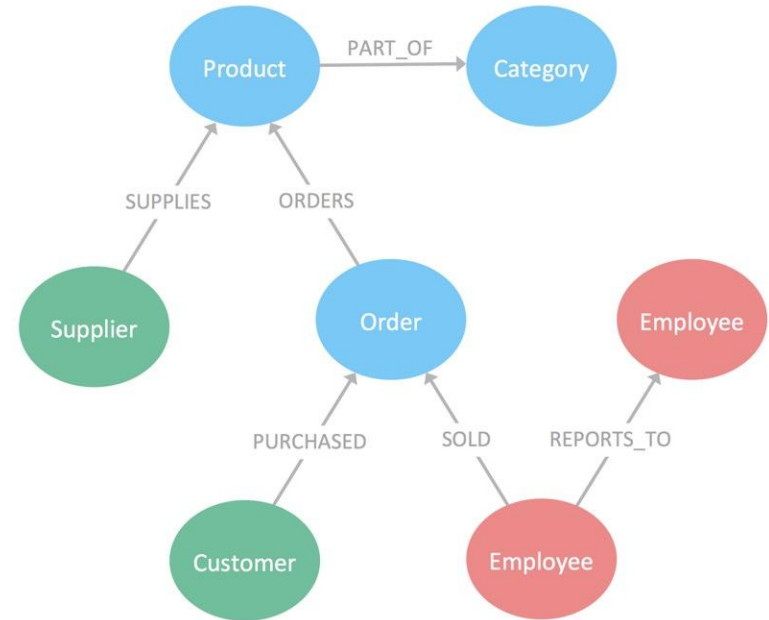 PART_OF
Product
Category
SUPPLIES
ORDERS
Supplier
Order
Employee
PURCHASED
SOLD
REPORTS_TO
Customer
Employee